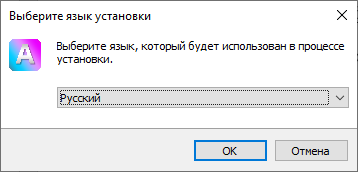 Выберите язык установки
A
Выберите язык, который будет использован в процессе
установки.
Русский
OK
Отмена